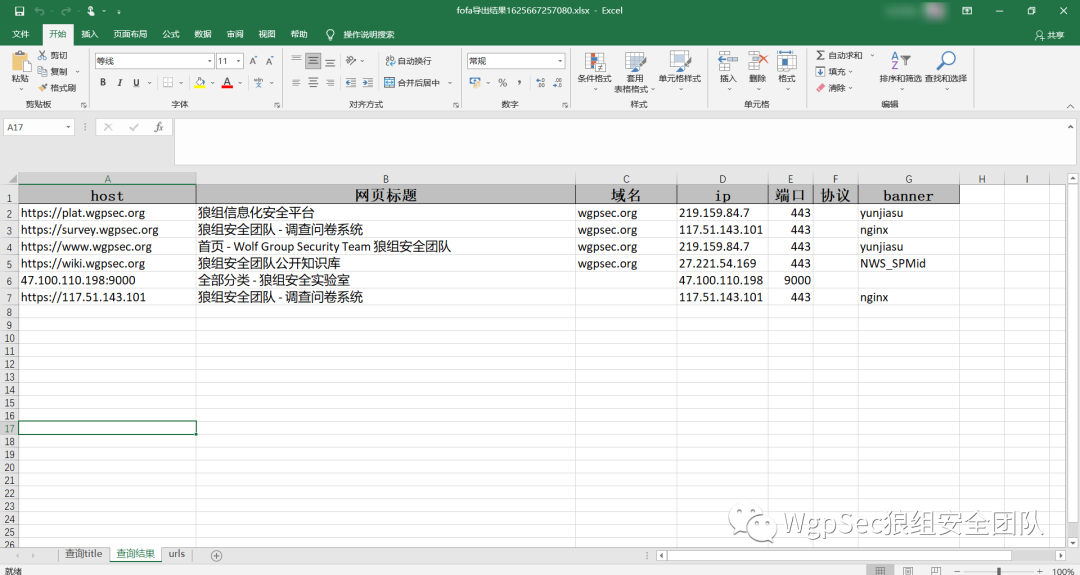 fofa导出结果1625667257080.xlsx - Excel
文件 开始 插入 页面布局 公式 数据 审阅 视图 帮助 操作说明搜索 共享
粘贴 剪切 复制 格式刷 剪贴板
等线 11 A A B I U A 字体
自动换行 合并后居中 对齐方式
常规 % , 数字
条件格式 套用 表格格式 单元格样式 样式
插入 删除 格式 单元格
自动求和 填充 清除 排序和筛选 查找和选择 编辑
A17 fx
A B C D E F G H I
1 host 网页标题 域名 ip 端口 协议 banner
2 https://plat.wgpsec.org 狼组信息化安全平台 wgpsec.org 219.159.84.7 443 yunjiasu
3 https://survey.wgpsec.org 狼组安全团队 - 调查问卷系统 wgpsec.org 117.51.143.101 443 nginx
4 https://www.wgpsec.org 首页 - Wolf Group Security Team 狼组安全团队 wgpsec.org 219.159.84.7 443 yunjiasu
5 https://wiki.wgpsec.org 狼组安全团队公开知识库 wgpsec.org 27.221.54.169 443 NWS_SPMid
6 47.100.110.198:9000 全部分类 - 狼组安全实验室 47.100.110.198 9000
7 https://117.51.143.101 狼组安全团队 - 调查问卷系统 117.51.143.101 443 nginx
8
9
10
11
12
13
14
15
16
17
18
19
20
21
22
23
24
25
26
WgpSec狼组安全团队
查询title 查询结果 urls
就绪 100%